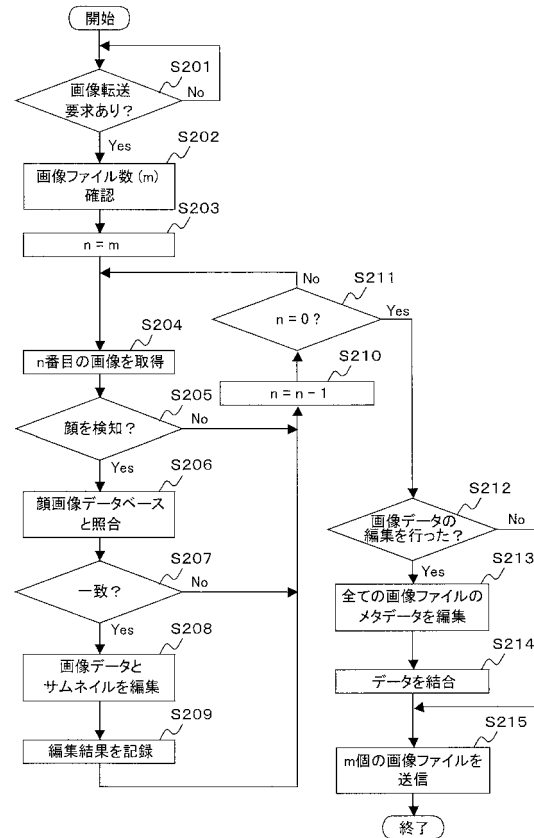 開始
S201
画像転送
要求あり？
No
Yes
S202
画像ファイル数(m)
確認
S203
n = m
No
S211
n = 0 ?
Yes
S204
n番目の画像を取得
S210
n = n - 1
S205
顔を検知？
No
Yes
S206
顔画像データベース
と照合
S207
一致？
No
Yes
S208
画像データと
サムネイルを編集
S209
編集結果を記録
S212
画像データの
編集を行った？
No
Yes
S213
全ての画像ファイルの
メタデータを編集
S214
データを結合
S215
m個の画像ファイルを
送信
終了